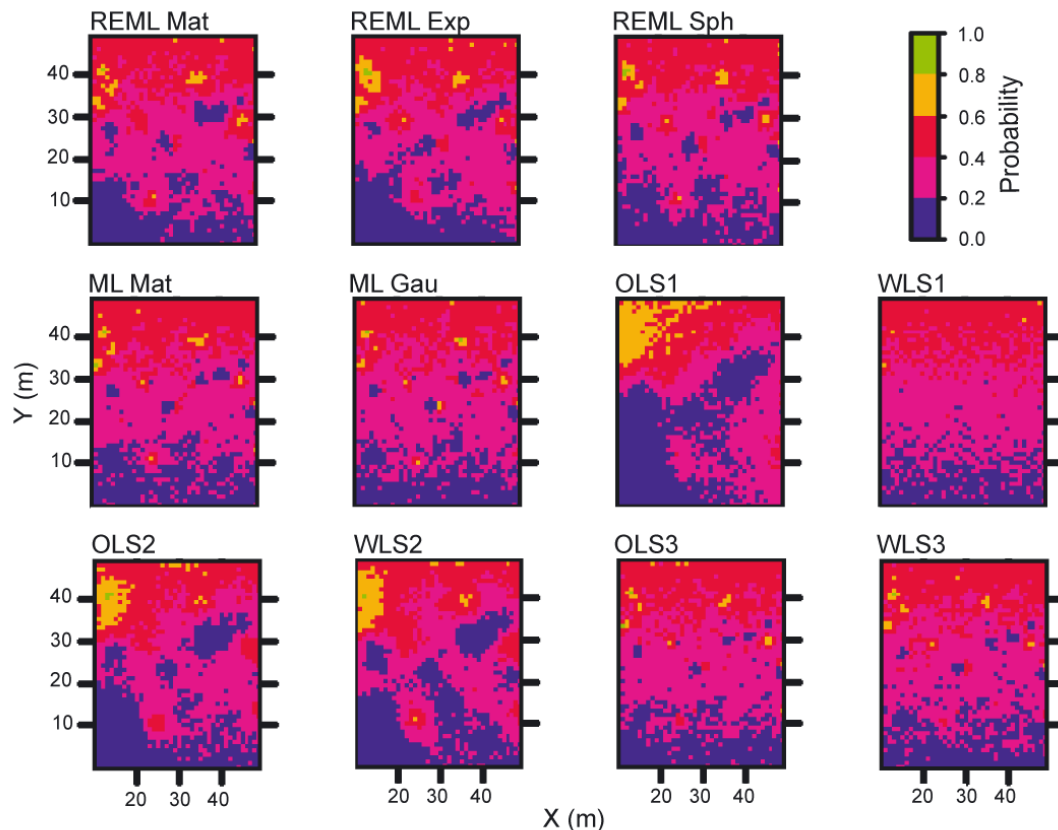 REML Mat
REML Exp
REML Sph
40
30
20
10
1.0
0.8
0.6
0.4
0.2
0.0
Probability
ML Mat
ML Gau
OLS1
WLS1
40
30
20
10
Y (m)
OLS2
WLS2
OLS3
WLS3
40
30
20
10
20 30 40
20 30 40
20 30 40
20 30 40
X (m)